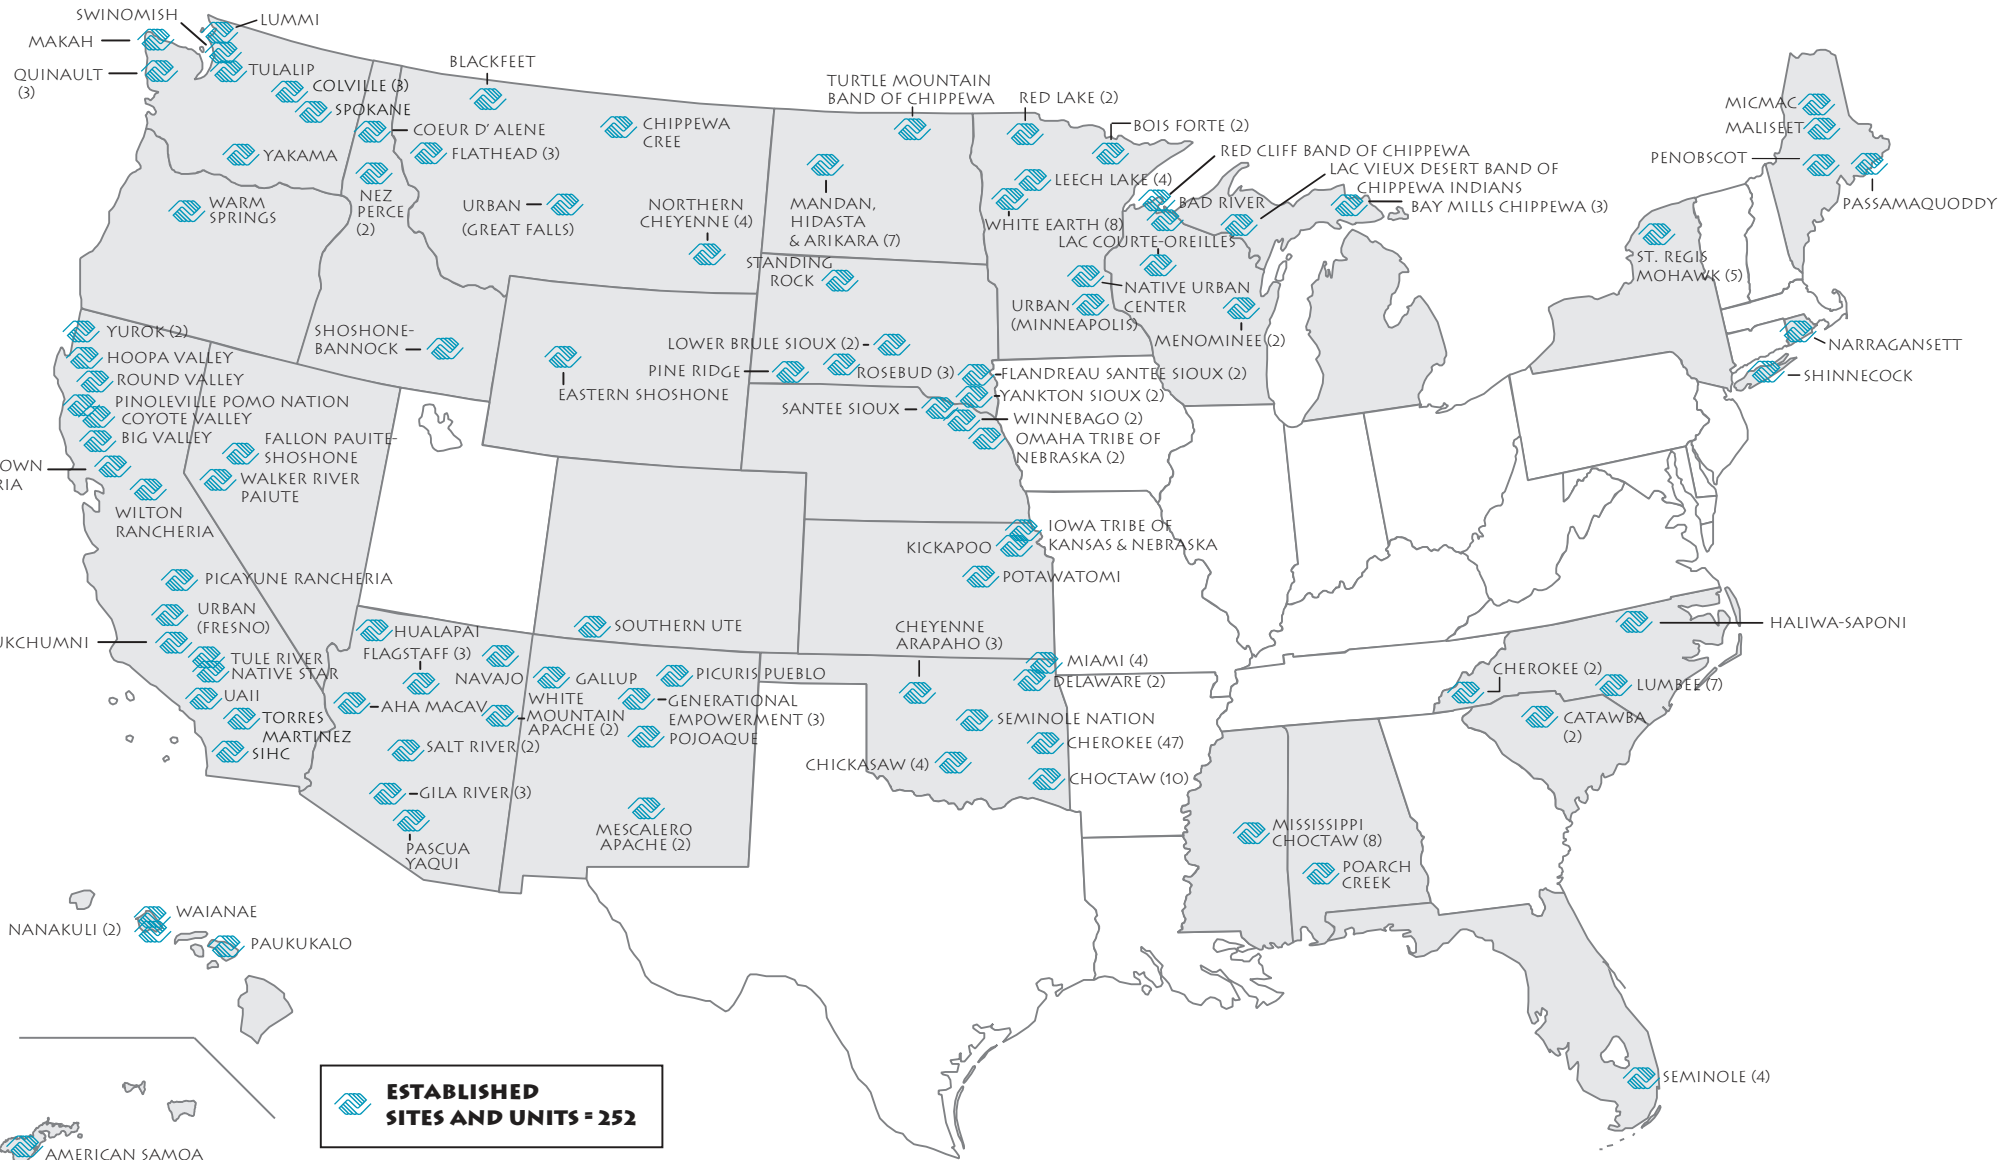 SWINOMISH
LUMMI
MAKAH
QUINAULT
(3)
TULALIP
COLVILLE (3)
SPOKANE
YAKAMA
WARM
SPRINGS
COEUR D' ALENE
FLATHEAD (3)
NEZ
PERCE
(2)
BLACKFEET
CHIPPEWA
CREE
URBAN
(GREAT FALLS)
NORTHERN
CHEYENNE (4)
TURTLE MOUNTAIN
BAND OF CHIPPEWA
MANDAN,
HIDASTA
& ARIKARA (7)
STANDING
ROCK
RED LAKE (2)
BOIS FORTE (2)
LEECH LAKE (4)
WHITE EARTH (8)
RED CLIFF BAND OF CHIPPEWA
LAC VIEUX DESERT BAND OF
CHIPPEWA INDIANS
BAY MILLS CHIPPEWA (3)
BAD RIVER
LAC COURTE-OREILLES
NATIVE URBAN
CENTER
URBAN
(MINNEAPOLIS)
MENOMINEE (2)
MICMAC
MALISEET
PENOBSCOT
PASSAMAQUODDY
ST. REGIS
MOHAWK (5)
NARRAGANSETT
SHINNECOCK
YUROK (2)
HOOPA VALLEY
ROUND VALLEY
PINOLEVILLE POMO NATION
COYOTE VALLEY
BIG VALLEY
OWN
RIA
WILTON
RANCHERIA
FALLON PAUITE-
SHOSHONE
WALKER RIVER
PAIUTE
SHOSHONE-
BANNOCK
EASTERN SHOSHONE
LOWER BRULE SIOUX (2)
PINE RIDGE
ROSEBUD (3)
FLANDREAU SANTEE SIOUX (2)
YANKTON SIOUX (2)
SANTEE SIOUX
WINNEBAGO (2)
OMAHA TRIBE OF
NEBRASKA (2)
IOWA TRIBE OF
KANSAS & NEBRASKA
KICKAPOO
POTAWATOMI
PICAYUNE RANCHERIA
URBAN
(FRESNO)
UKCHUMNI
TULE RIVER
NATIVE STAR
UAII
TORRES
MARTINEZ
SIHC
HUALAPAI
FLAGSTAFF (3)
NAVAJO
AHA MACAV
WHITE
MOUNTAIN
APACHE (2)
SALT RIVER (2)
GILA RIVER (3)
PASCUA
YAQUI
SOUTHERN UTE
GALLUP
PICURIS PUEBLO
GENERATIONAL
EMPOWERMENT (3)
POJOAQUE
MESCALERO
APACHE (2)
CHEYENNE
ARAPAHO (3)
MIAMI (4)
DELAWARE (2)
SEMINOLE NATION
CHEROKEE (47)
CHICKASAW (4)
CHOCTAW (10)
HALIWA-SAPONI
CHEROKEE (2)
LUMBEE (7)
CATAWBA
(2)
MISSISSIPPI
CHOCTAW (8)
POARCH
CREEK
SEMINOLE (4)
WAIANAE
NANAKULI (2)
PAUKUKALO
AMERICAN SAMOA
ESTABLISHED
SITES AND UNITS = 252